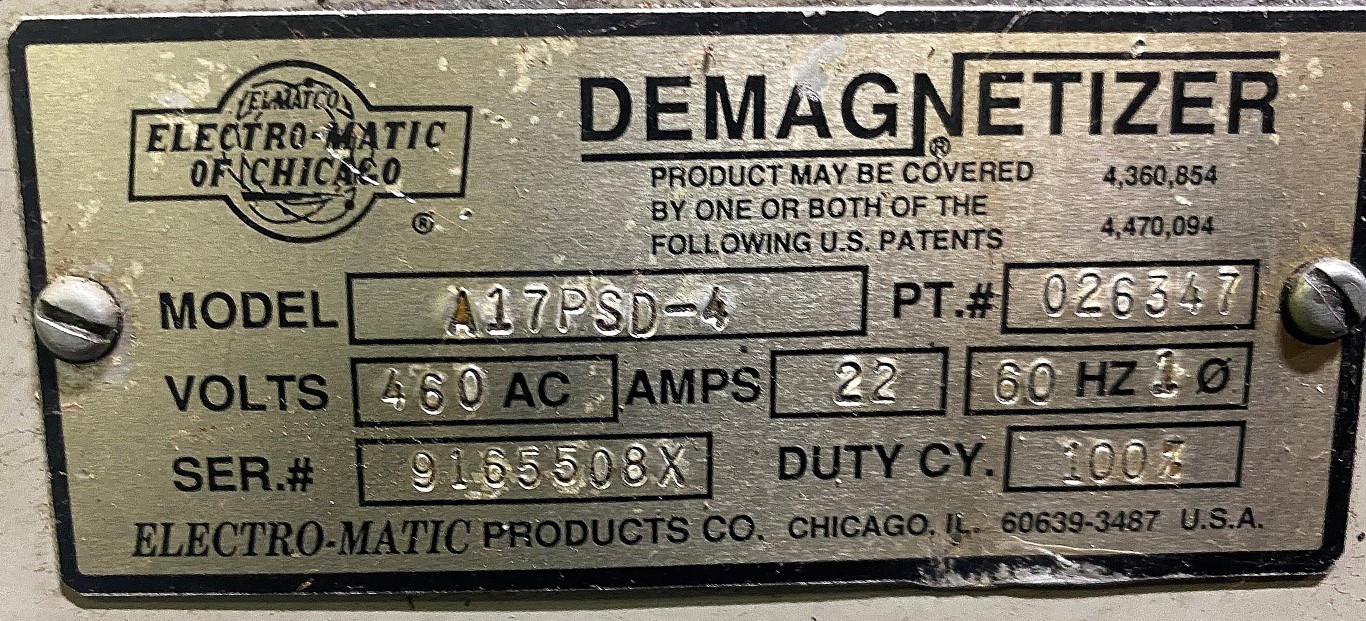 ELMATCO
ELECTRO-MATIC
OF CHICAGO
®
DEMAGNETIZER®
PRODUCT MAY BE COVERED 4,360,854
BY ONE OR BOTH OF THE
FOLLOWING U.S. PATENTS 4,470,094
MODEL A17PSD-4 PT.# 026347
VOLTS 460 AC AMPS 22 60 HZ 1 Ø
SER.# 9165508X DUTY CY. 100%
ELECTRO-MATIC PRODUCTS CO. CHICAGO, IL. 60639-3487 U.S.A.